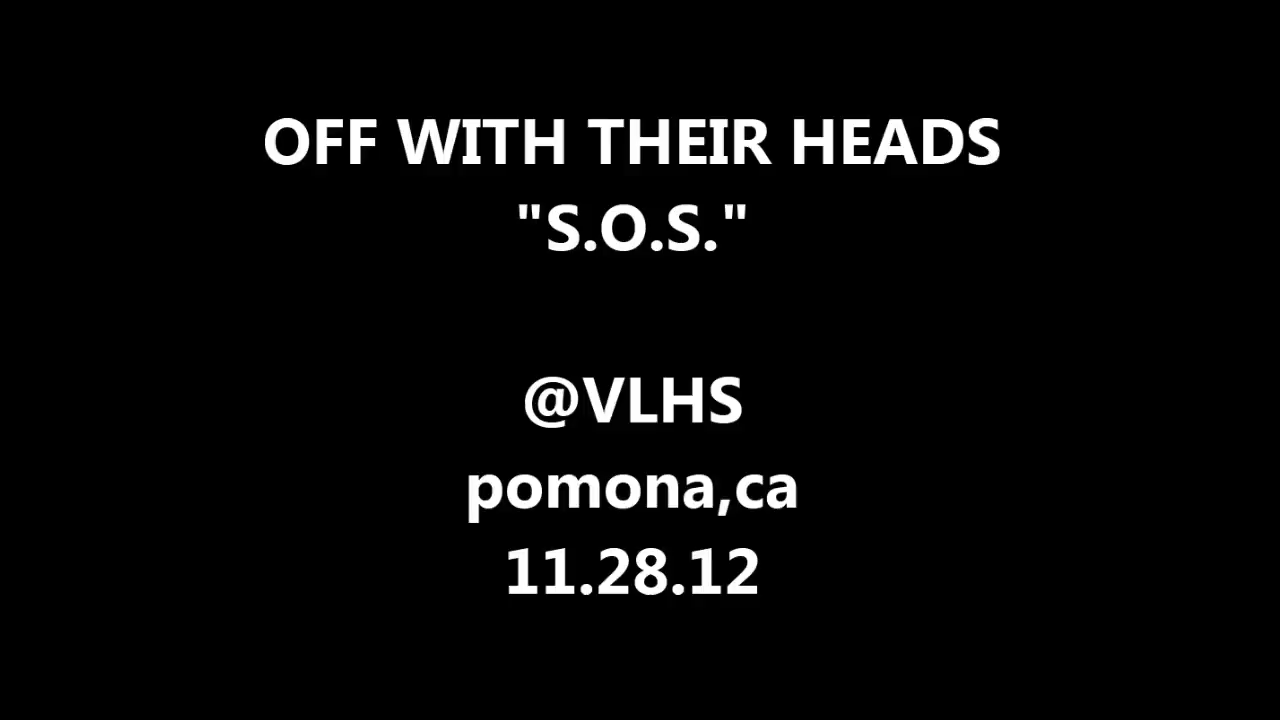 OFF WITH THEIR HEADS
"S.O.S."
@VLHS
pomona,ca
11.28.12